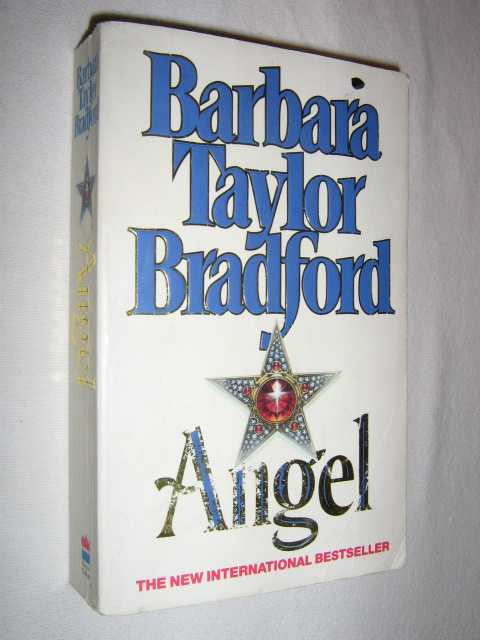 Barbara
Taylor
Bradford
Angel
THE NEW INTERNATIONAL BESTSELLER
Barbara
Taylor
Bradford
Angel